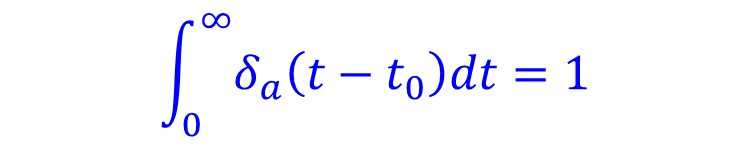 ∫₀^∞ δₐ(t − t₀)dt = 1